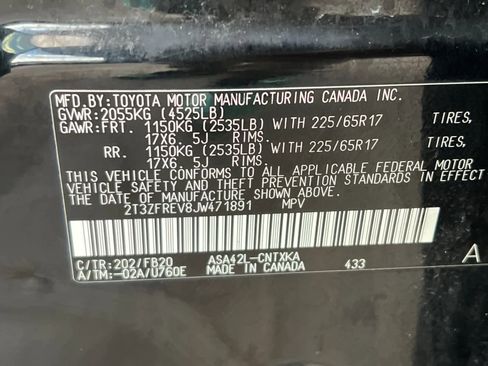 MFD.BY:TOYOTA MOTOR MANUFACTURING CANADA INC.
GVWR:2055KG (4525LB)
GAWR:FRT. 1150KG (2535LB) WITH 225/65R17 TIRES,
17X6. 5J RIMS.
RR. 1150KG (2535LB) WITH 225/65R17 TIRES,
17X6. 5J RIMS.
THIS VEHICLE CONFORMS TO ALL APPLICABLE FEDERAL MOTOR
VEHICLE SAFETY AND THEFT PREVENTION STANDARDS IN EFFECT
ON THE DATE OF MANUFACTURE SHOWN ABOVE.
2T3ZFREV8JW471891 MPV
C/TR:202/FB20 ASA42L-CNTXKA
A/TM:-02A/U760E MADE IN CANADA 433 A